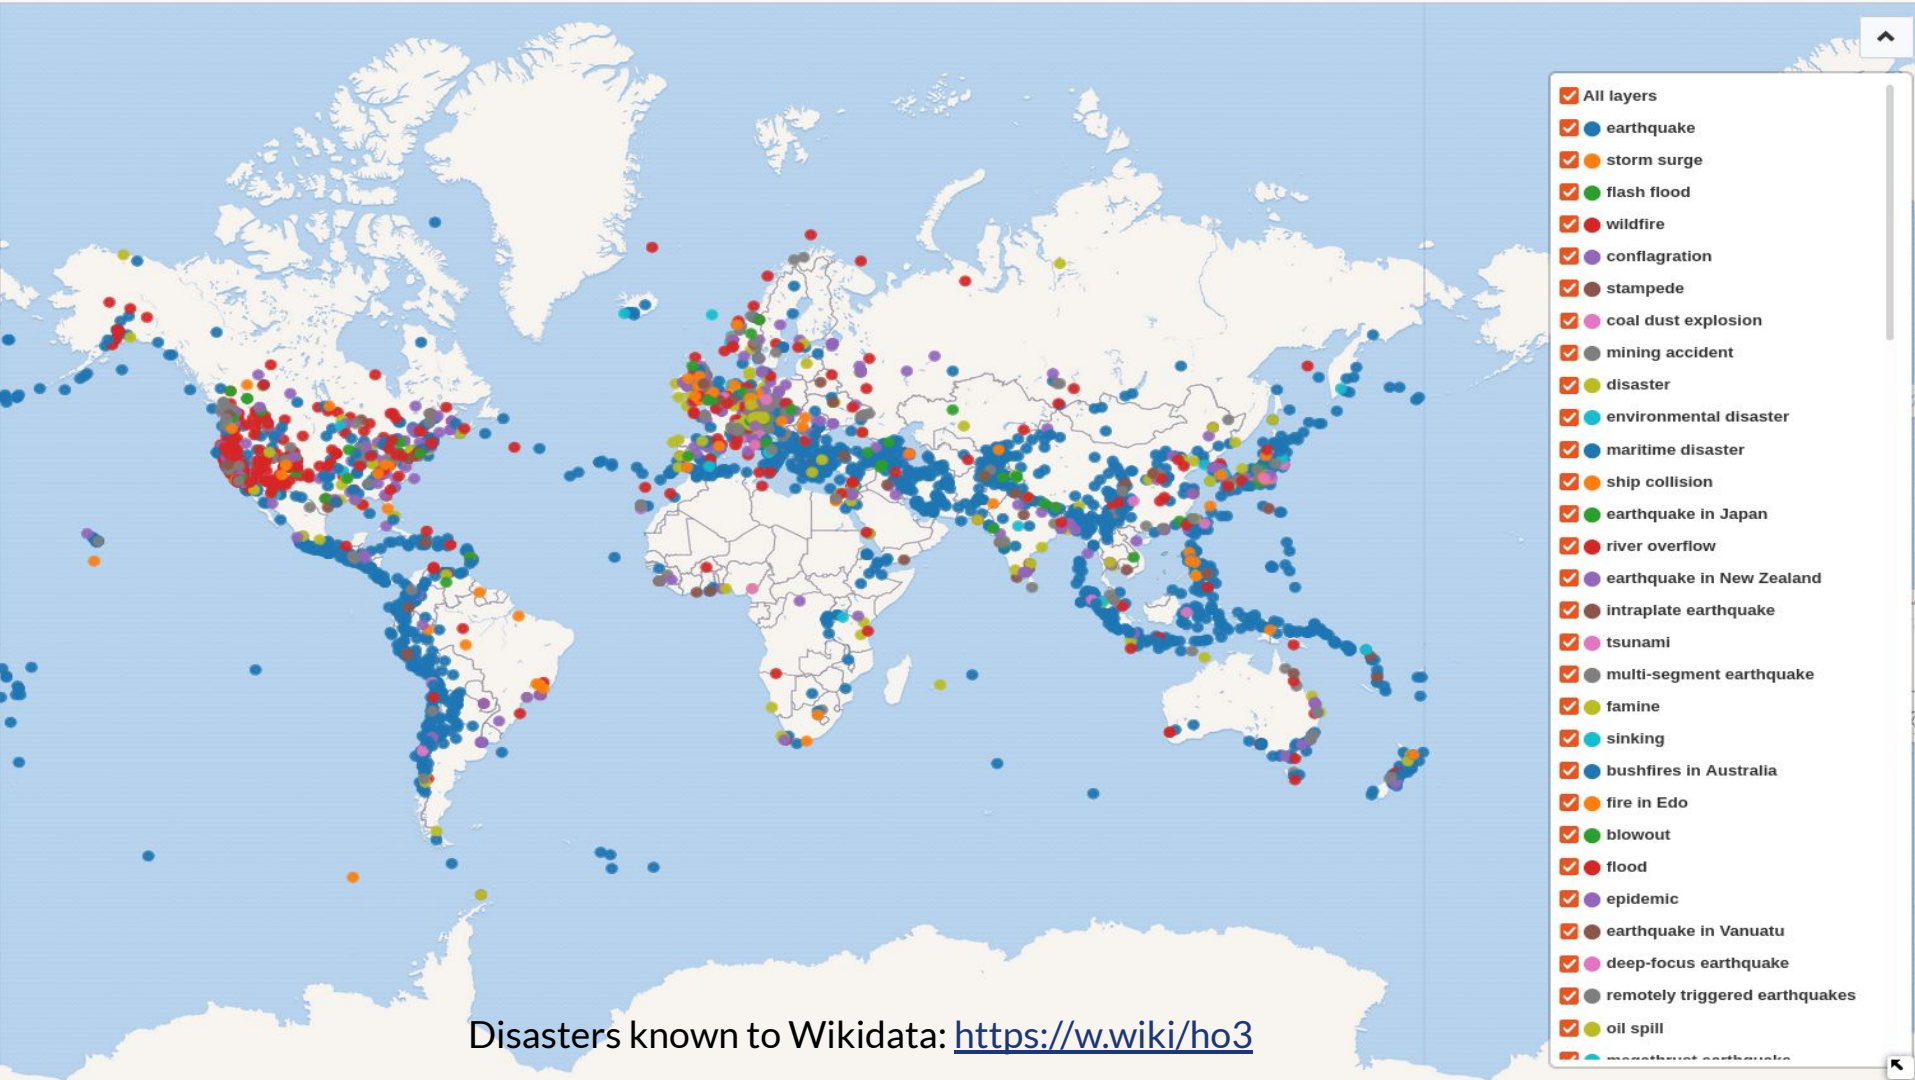 All layers
earthquake
storm surge
flash flood
wildfire
conflagration
stampede
coal dust explosion
mining accident
disaster
environmental disaster
maritime disaster
ship collision
earthquake in Japan
river overflow
earthquake in New Zealand
intraplate earthquake
tsunami
multi-segment earthquake
famine
sinking
bushfires in Australia
fire in Edo
blowout
flood
epidemic
earthquake in Vanuatu
deep-focus earthquake
remotely triggered earthquakes
oil spill
megathrust earthquake
Disasters known to Wikidata: https://w.wiki/ho3